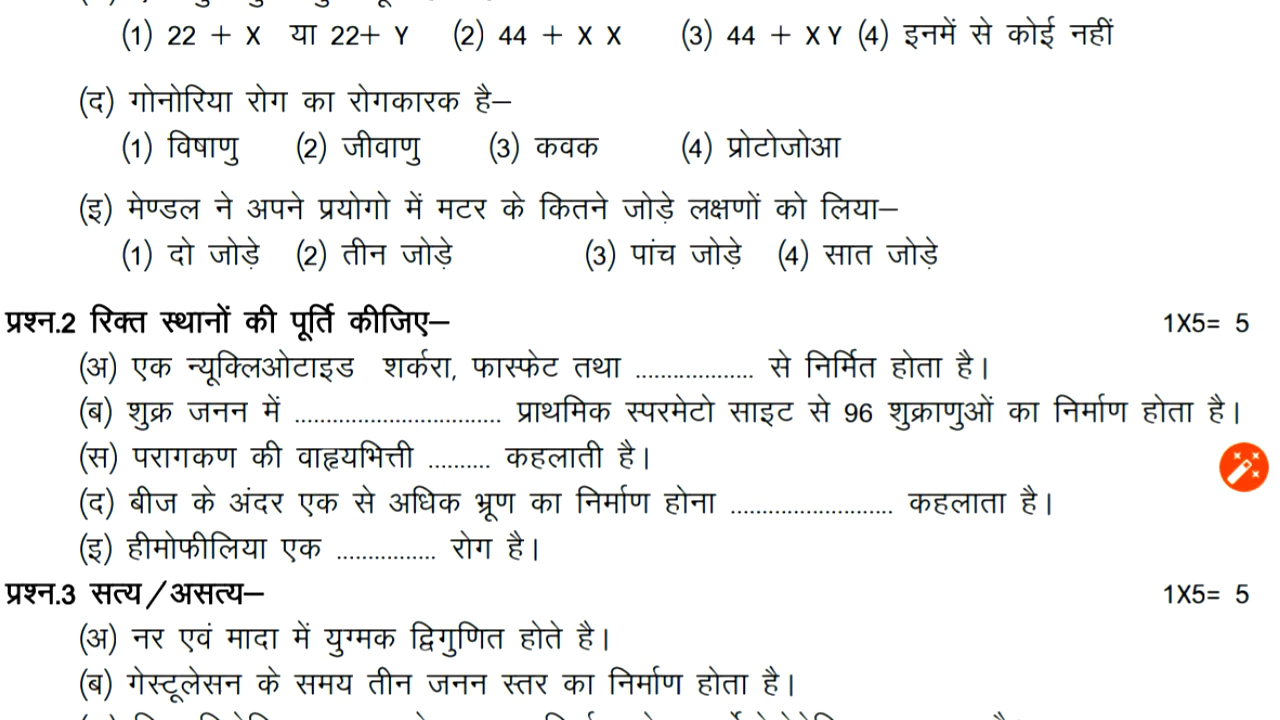 (1) 22 + X या 22+ Y (2) 44 + X X (3) 44 + X Y (4) इनमें से कोई नहीं
(द) गोनोरिया रोग का रोगकारक है–
(1) विषाणु (2) जीवाणु (3) कवक (4) प्रोटोजोआ
(इ) मेण्डल ने अपने प्रयोगो में मटर के कितने जोड़े लक्षणों को लिया–
(1) दो जोड़े (2) तीन जोड़े (3) पांच जोड़े (4) सात जोड़े
प्रश्न.2 रिक्त स्थानों की पूर्ति कीजिए– 1X5= 5
(अ) एक न्यूक्लिओटाइड शर्करा, फास्फेट तथा ................... से निर्मित होता है।
(ब) शुक्र जनन में ................................. प्राथमिक स्परमेटो साइट से 96 शुक्राणुओं का निर्माण होता है।
(स) परागकण की वाह्रयभित्ती .......... कहलाती है।
(द) बीज के अंदर एक से अधिक भ्रूण का निर्माण होना .......................... कहलाता है।
(इ) हीमोफीलिया एक ................ रोग है।
प्रश्न.3 सत्य/असत्य– 1X5= 5
(अ) नर एवं मादा में युग्मक द्विगुणित होते है।
(ब) गेस्टूलेसन के समय तीन जनन स्तर का निर्माण होता है।